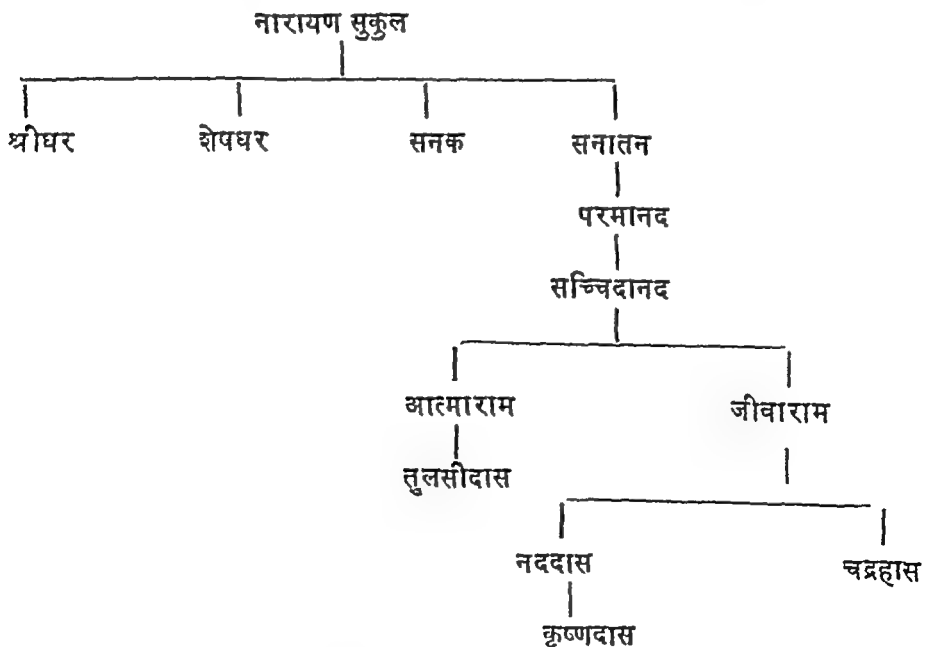 नारायण सुकुल
श्रीधर शेषधर सनक सनातन
परमानद
सच्चिदानद
आत्माराम जीवाराम
तुलसीदास
नददास चद्रहास
कृष्णदास